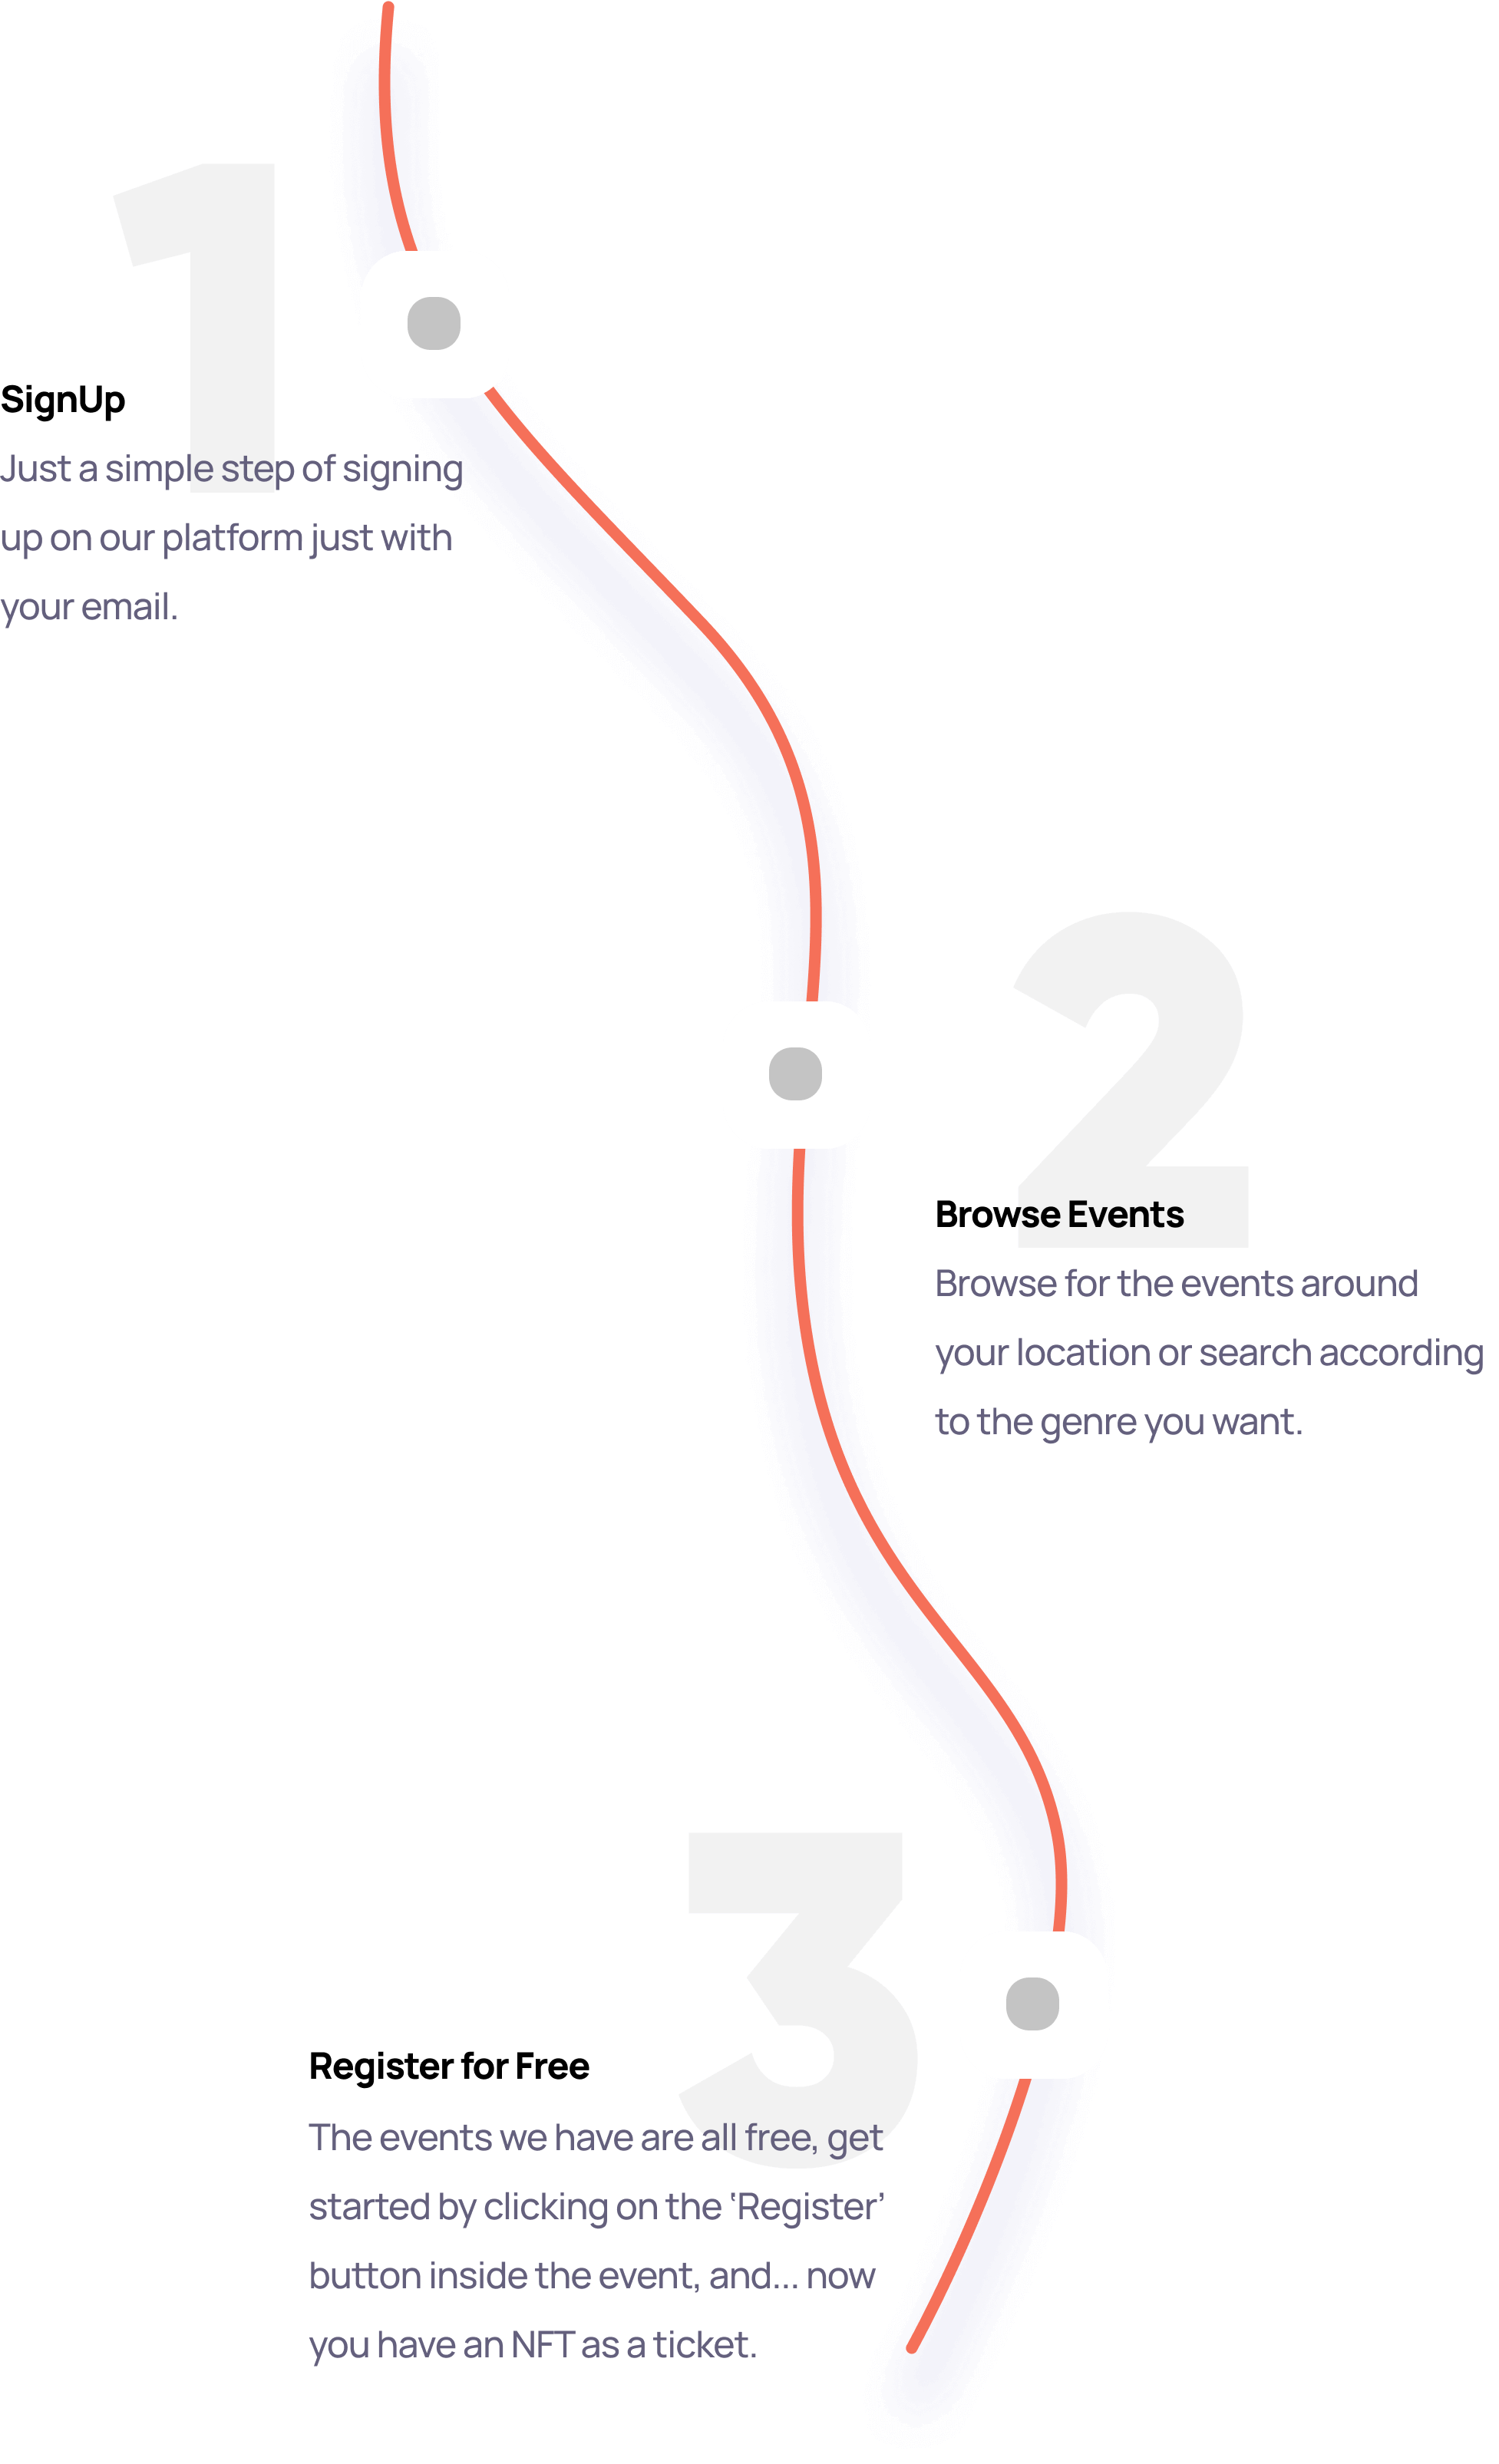 1
SignUp
Just a simple step of signing
up on our platform just with
your email.
2
Browse Events
Browse for the events around
your location or search according
to the genre you want.
3
Register for Free
The events we have are all free, get
started by clicking on the ‘Register’
button inside the event, and... now
you have an NFT as a ticket.